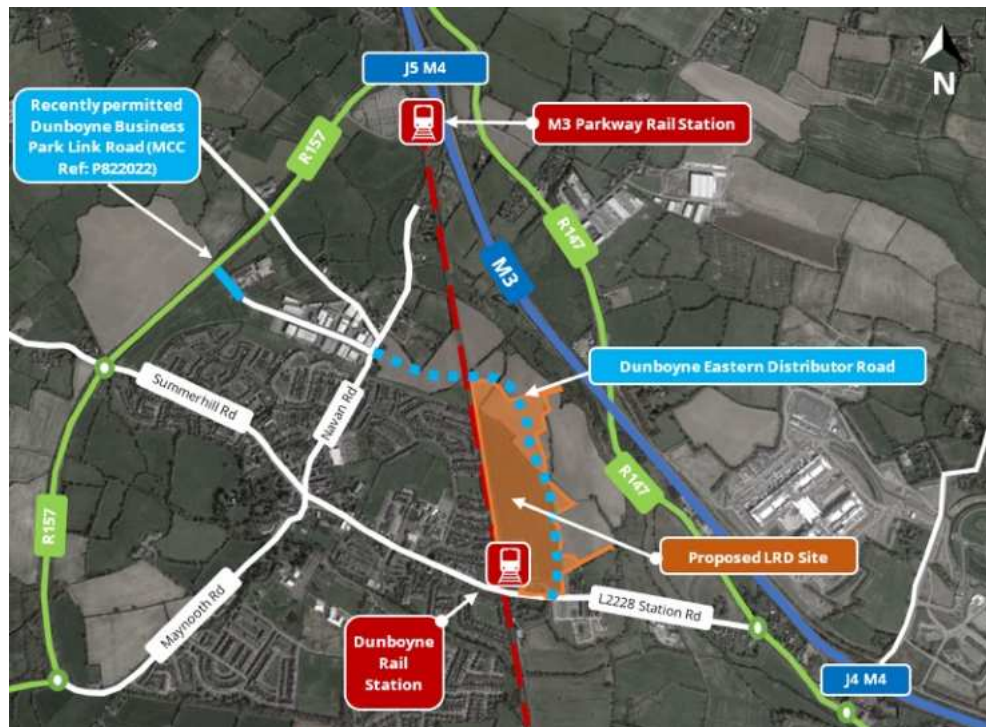 J5 M4
N
Recently permitted
Dunboyne Business
Park Link Road (MCC
Ref: P822022)
M3 Parkway Rail Station
R157
R147
M3
Dunboyne Eastern Distributor Road
Summerhill Rd
Navan Rd
R147
R157
Proposed LRD Site
Maynooth Rd
L2228 Station Rd
Dunboyne
Rail
Station
J4 M4